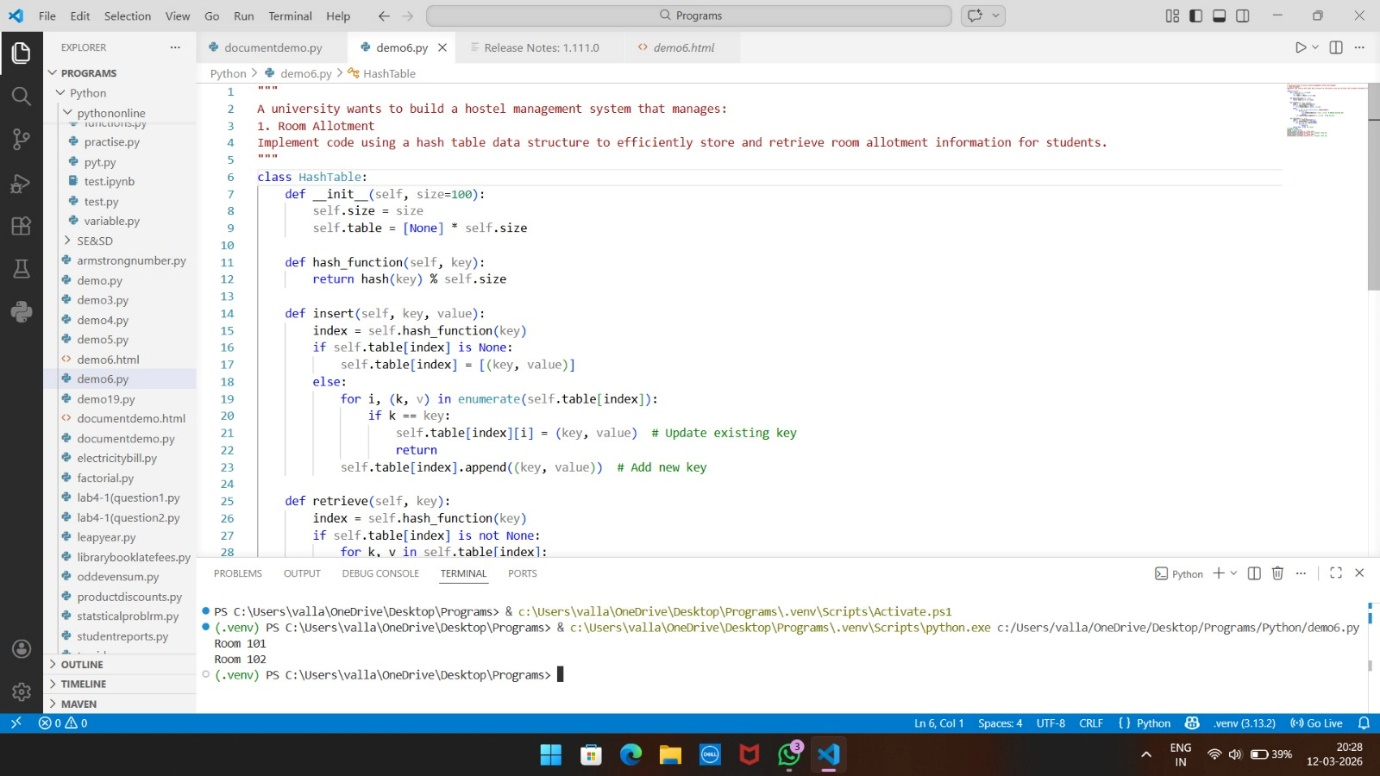 File Edit Selection View Go Run Terminal Help
Programs
EXPLORER
documentdemo.py
demo6.py
Release Notes: 1.111.0
demo6.html
PROGRAMS
Python > demo6.py > HashTable
Python
pythononline
functions.py
practise.py
pyt.py
test.ipynb
test.py
variable.py
SE&SD
armstrongnumber.py
demo.py
demo3.py
demo4.py
demo5.py
demo6.html
demo6.py
demo19.py
documentdemo.html
documentdemo.py
electricitybill.py
factorial.py
lab4-1(question1.py
lab4-1(question2.py
leapyear.py
librarybooklatefees.py
oddevensum.py
productdiscounts.py
statsticalproblrm.py
studentreports.py
OUTLINE
TIMELINE
MAVEN
1 """
2 A university wants to build a hostel management system that manages:
3 1. Room Allotment
4 Implement code using a hash table data structure to efficiently store and retrieve room allotment information for students.
5 """
6 class HashTable:
7     def __init__(self, size=100):
8         self.size = size
9         self.table = [None] * self.size
10
11     def hash_function(self, key):
12         return hash(key) % self.size
13
14     def insert(self, key, value):
15         index = self.hash_function(key)
16         if self.table[index] is None:
17             self.table[index] = [(key, value)]
18         else:
19             for i, (k, v) in enumerate(self.table[index]):
20                 if k == key:
21                     self.table[index][i] = (key, value)  # Update existing key
22                     return
23             self.table[index].append((key, value))  # Add new key
24
25     def retrieve(self, key):
26         index = self.hash_function(key)
27         if self.table[index] is not None:
28             for k, v in self.table[index]:
PROBLEMS OUTPUT DEBUG CONSOLE TERMINAL PORTS
Python
PS C:\Users\valla\OneDrive\Desktop\Programs> & c:\Users\valla\OneDrive\Desktop\Programs\.venv\Scripts\Activate.ps1
(.venv) PS C:\Users\valla\OneDrive\Desktop\Programs> & c:\Users\valla\OneDrive\Desktop\Programs\.venv\Scripts\python.exe c:/Users/valla/OneDrive/Desktop/Programs/Python/demo6.py
Room 101
Room 102
(.venv) PS C:\Users\valla\OneDrive\Desktop\Programs>
0 0
Ln 6, Col 1 Spaces: 4 UTF-8 CRLF { } Python .venv (3.13.2) Go Live
DELL
3
ENG
IN
39%
20:28
12-03-2026